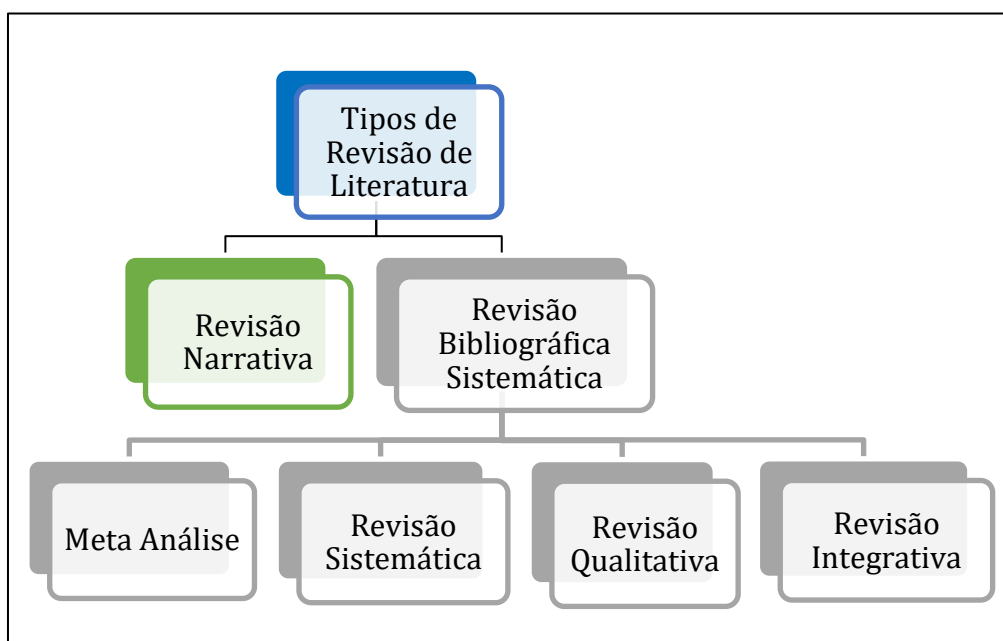 Tipos de
Revisão de
Literatura
Revisão
Narrativa
Revisão
Bibliográfica
Sistemática
Meta Análise
Revisão
Sistemática
Revisão
Qualitativa
Revisão
Integrativa